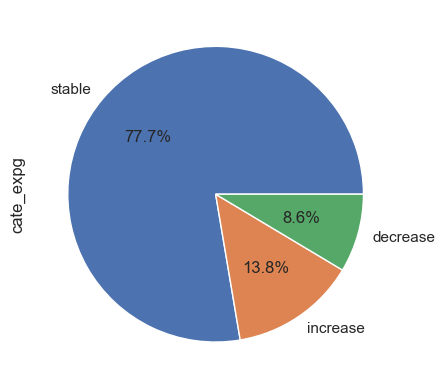 stable
77.7%
cate_expg
8.6%
decrease
13.8%
increase